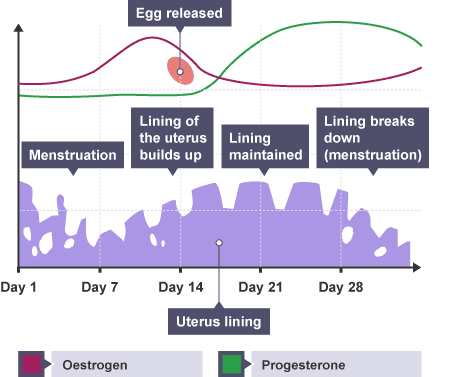 Egg released
Menstruation
Lining of
the uterus
builds up
Lining
maintained
Lining breaks
down
(menstruation)
Day 1
Day 7
Day 14
Day 21
Day 28
Uterus lining
Oestrogen
Progesterone